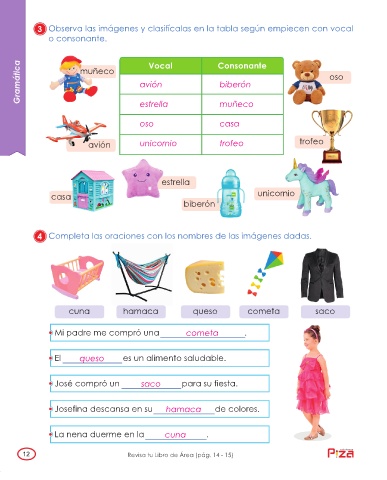 Gramática
3 Observa las imágenes y clasifícalas en la tabla según empiecen con vocal
o consonante.
muñeco
Vocal Consonante
oso
avión biberón
estrella muñeco
oso casa
unicornio trofeo
avión
trofeo
estrella
casa
unicornio
biberón
4 Completa las oraciones con los nombres de las imágenes dadas.
cuna hamaca queso cometa saco
Mi padre me compró una cometa.
El queso es un alimento saludable.
José compró un saco para su fiesta.
Josefina descansa en su hamaca de colores.
La nena duerme en la cuna.
12 Revisa tu Libro de Área (pág. 14 - 15)
PIZA